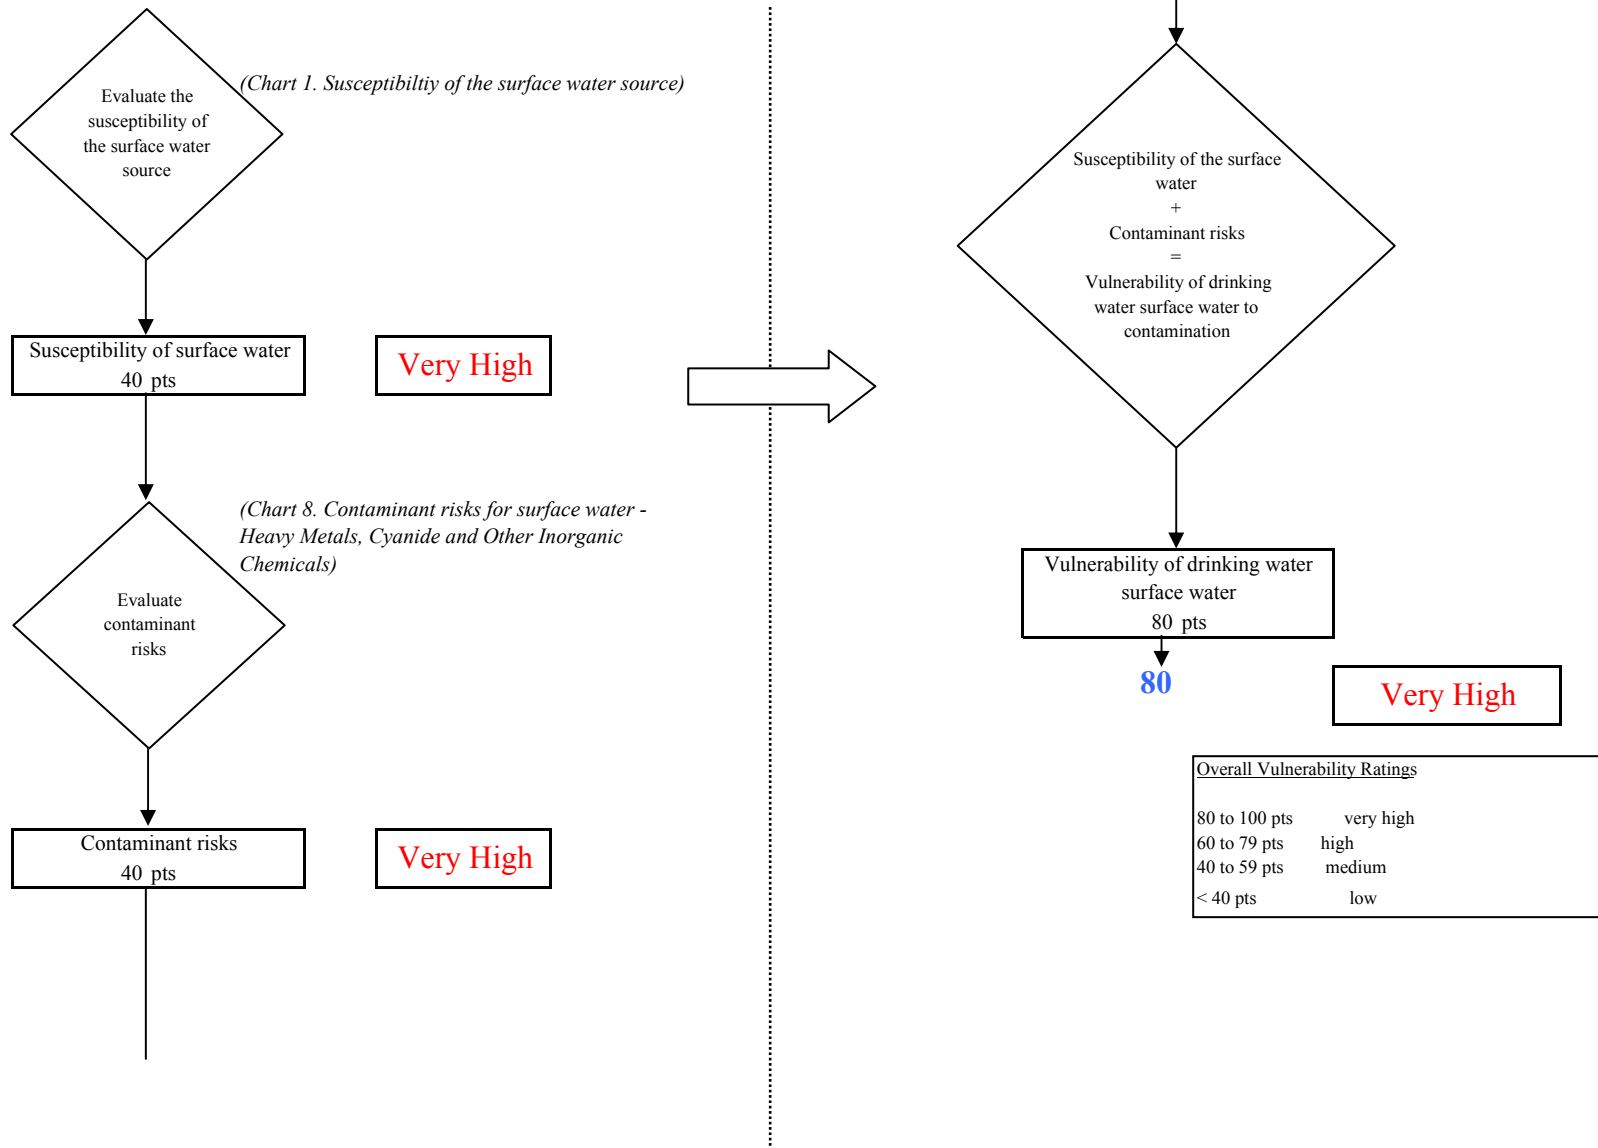 Evaluate the
susceptibility of
the surface water
source
(Chart 1. Susceptibiltiy of the surface water source)
Susceptibility of surface water
40 pts
Very High
(Chart 8. Contaminant risks for surface water -
Heavy Metals, Cyanide and Other Inorganic
Chemicals)
Evaluate
contaminant
risks
Contaminant risks
40 pts
Very High
Susceptibility of the surface
water
+
Contaminant risks
=
Vulnerability of drinking
water surface water to
contamination
Vulnerability of drinking water
surface water
80 pts
80
Very High
Overall Vulnerability Ratings
80 to 100 pts very high
60 to 79 pts high
40 to 59 pts medium
< 40 pts low